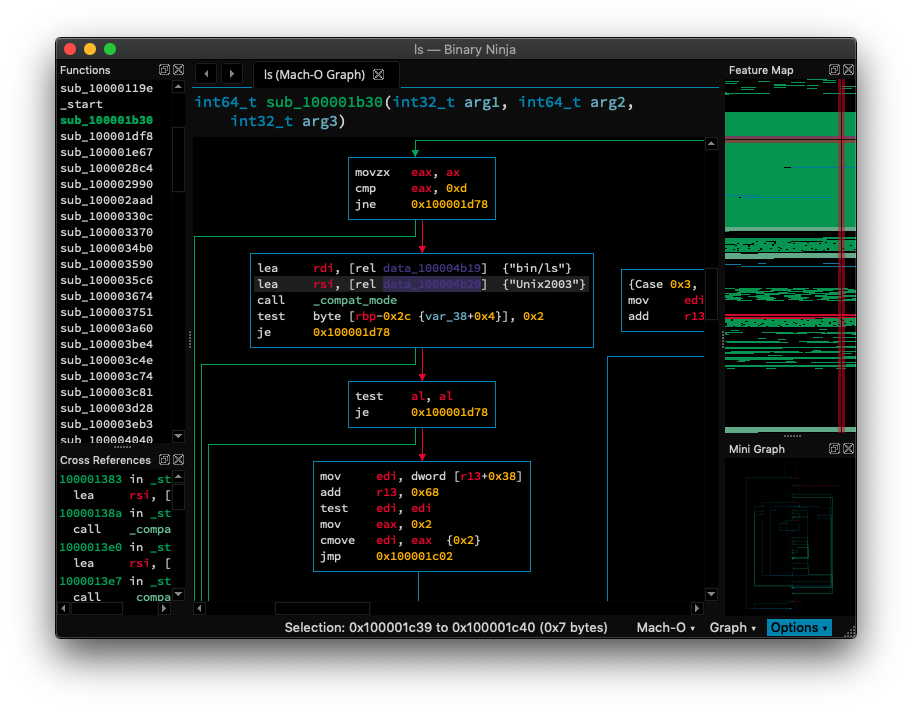 ls — Binary Ninja
Functions
sub_10000119e
_start
sub_100001b30
sub_100001df8
sub_100001e67
sub_1000028c4
sub_100002990
sub_100002aad
sub_10000330c
sub_100003370
sub_1000034b0
sub_100003590
sub_1000035c6
sub_100003674
sub_100003751
sub_100003a60
sub_100003be4
sub_100003c4e
sub_100003c74
sub_100003c81
sub_100003d28
sub_100003eb3
sub_100004040
Cross References
100001383 in _st
lea rsi, [
10000138a in _st
call _compa
1000013e0 in _st
lea rsi, [
1000013e7 in _st
call compa
ls (Mach-O Graph)
int64_t sub_100001b30(int32_t arg1, int64_t arg2,
int32_t arg3)
movzx eax, ax
cmp eax, 0xd
jne 0x100001d78
lea rdi, [rel data_100004b19] {"bin/ls"}
lea rsi, [rel data_100004b20] {"Unix2003"}
call _compat_mode
test byte [rbp-0x2c {var_38+0x4}], 0x2
je 0x100001d78
{Case 0x3,
mov edi
add r13
test al, al
je 0x100001d78
mov edi, dword [r13+0x38]
add r13, 0x68
test edi, edi
mov eax, 0x2
cmove edi, eax {0x2}
jmp 0x100001c02
Feature Map
Mini Graph
Selection: 0x100001c39 to 0x100001c40 (0x7 bytes)
Mach-O
Graph
Options